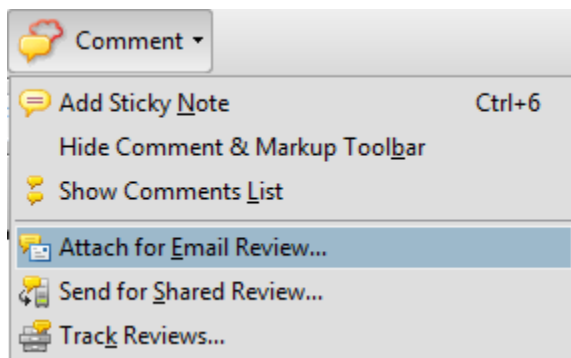 Comment
Add Sticky Note Ctrl+6
Hide Comment & Markup Toolbar
Show Comments List
Attach for Email Review...
Send for Shared Review...
Track Reviews...